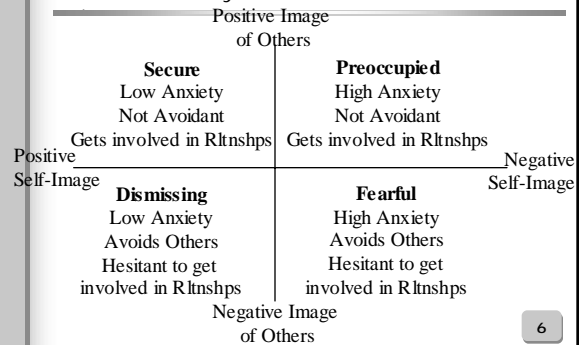 Positive Image
of Others
Secure
Low Anxiety
Not Avoidant
Gets involved in Rltnshps
Preoccupied
High Anxiety
Not Avoidant
Gets involved in Rltnshps
Positive
Self-Image
Negative
Self-Image
Dismissing
Low Anxiety
Avoids Others
Hesitant to get
involved in Rltnshps
Fearful
High Anxiety
Avoids Others
Hesitant to get
involved in Rltnshps
Negative Image
of Others
6